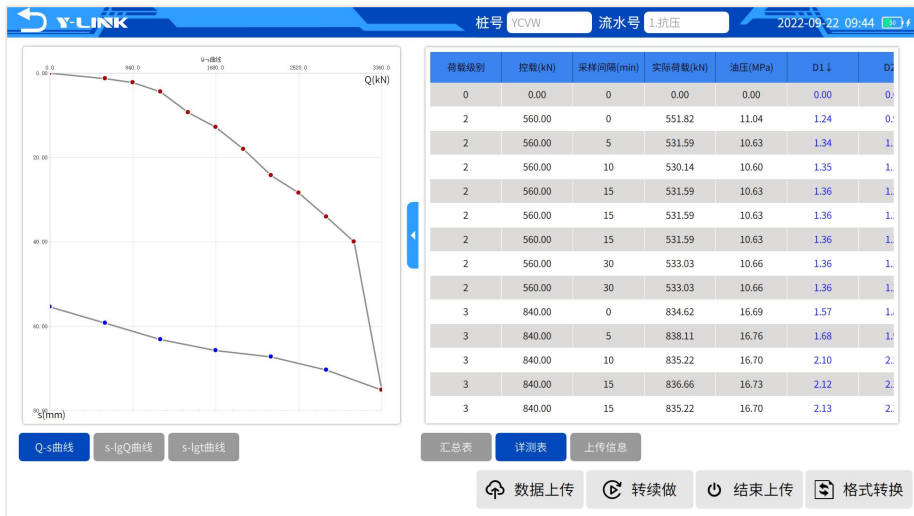 Y-LINK 桩号 YCVW 流水号 1.抗压 2022-09-22 09:44
Q-s曲线
0.0 840.0 1680.0 2520.0 3360.0
0.00 Q(kN)
20.00
40.00
60.00
80.00
s(mm)
荷载级别 控载(kN) 采样间隔(min) 实际荷载(kN) 油压(MPa) D1↓
0 0.00 0 0.00 0.00 0.00
2 560.00 0 551.82 11.04 1.24
2 560.00 5 531.59 10.63 1.34
2 560.00 10 530.14 10.60 1.35
2 560.00 15 531.59 10.63 1.36
2 560.00 15 531.59 10.63 1.36
2 560.00 15 531.59 10.63 1.36
2 560.00 30 533.03 10.66 1.36
2 560.00 30 533.03 10.66 1.36
3 840.00 0 834.62 16.69 1.57
3 840.00 5 838.11 16.76 1.68
3 840.00 10 835.22 16.70 2.10
3 840.00 15 836.66 16.73 2.12
3 840.00 15 835.22 16.70 2.13
Q-s曲线 s-lgQ曲线 s-lgt曲线 汇总表 详测表 上传信息
数据上传 转续做 结束上传 格式转换